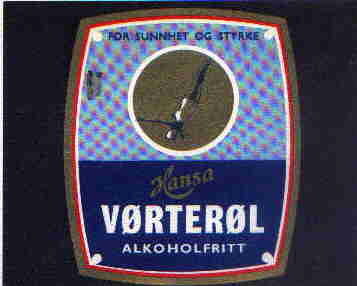 FOR SUNNHET OG STYRKE
Hansa
VØRTERØL
ALKOHOLFRITT